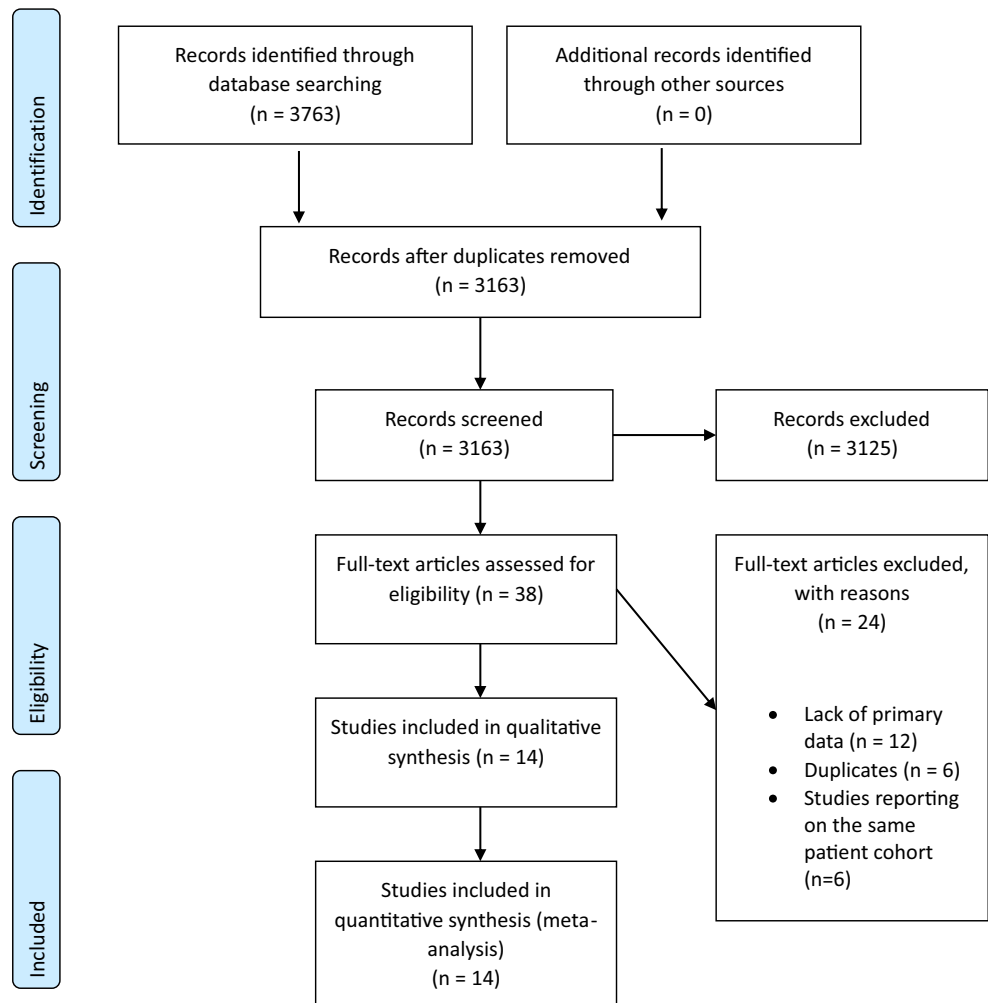 Identification
Records identified through
database searching
(n = 3763)
Additional records identified
through other sources
(n = 0)
Records after duplicates removed
(n = 3163)
Screening
Records screened
(n = 3163)
Records excluded
(n = 3125)
Eligibility
Full-text articles assessed for
eligibility (n = 38)
Full-text articles excluded,
with reasons
(n = 24)
• Lack of primary
data (n = 12)
• Duplicates (n = 6)
• Studies reporting
on the same
patient cohort
(n=6)
Studies included in qualitative
synthesis (n = 14)
Included
Studies included in
quantitative synthesis (meta-
analysis)
(n = 14)